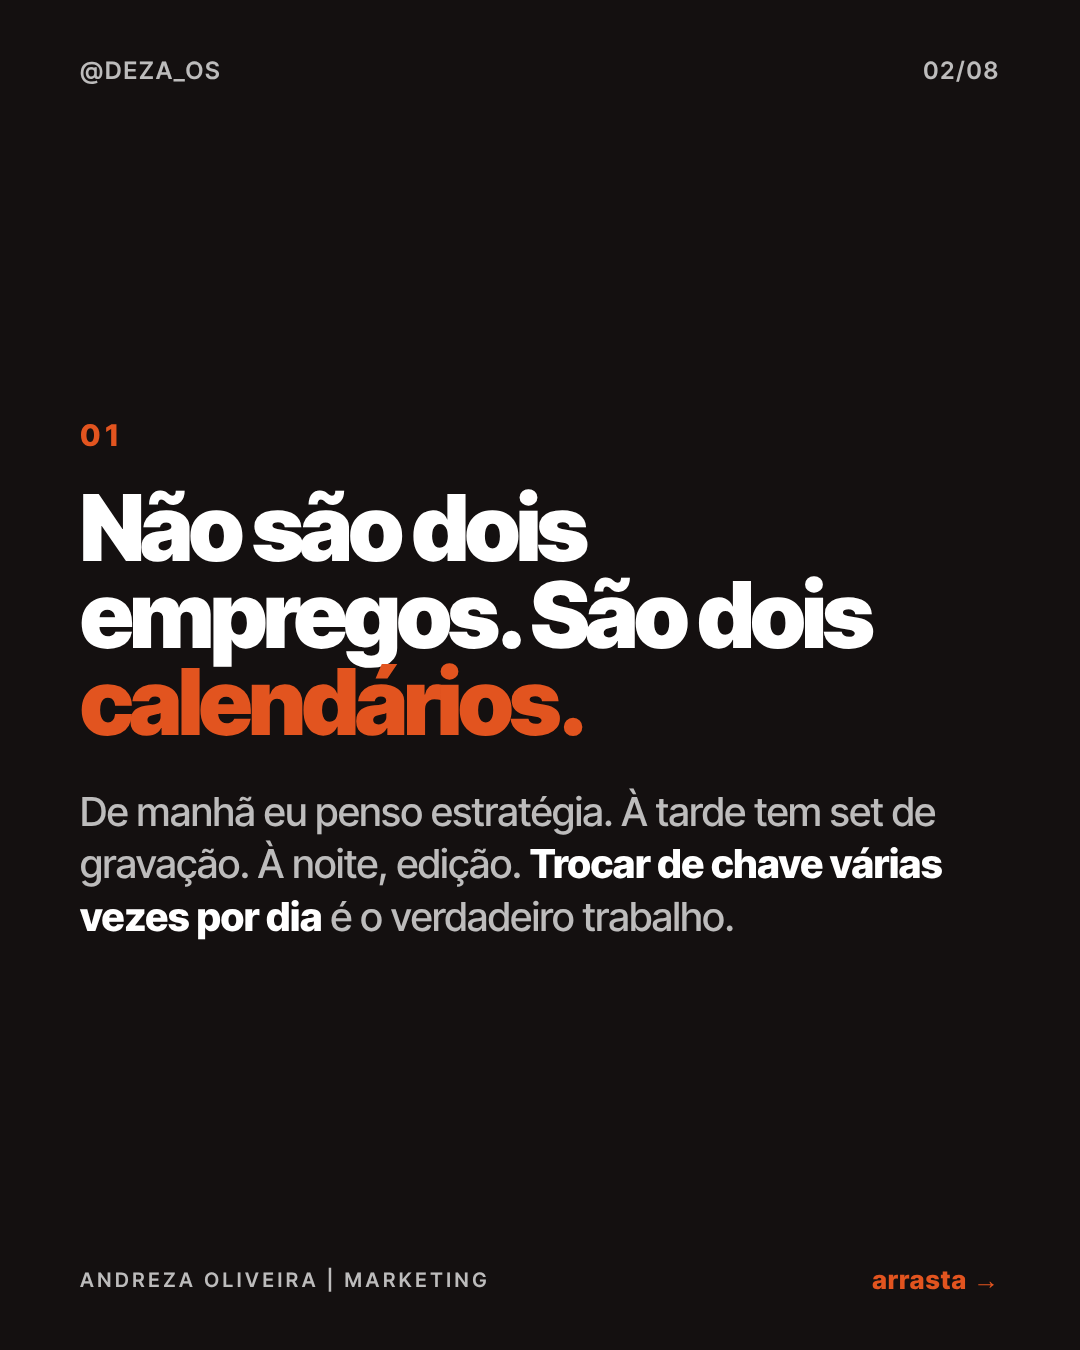 @DEZA_OS
02/08
01
Não são dois
empregos. São dois
calendários.
De manhã eu penso estratégia. À tarde tem set de
gravação. À noite, edição. Trocar de chave várias
vezes por dia é o verdadeiro trabalho.
ANDREZA OLIVEIRA | MARKETING
arrasta →